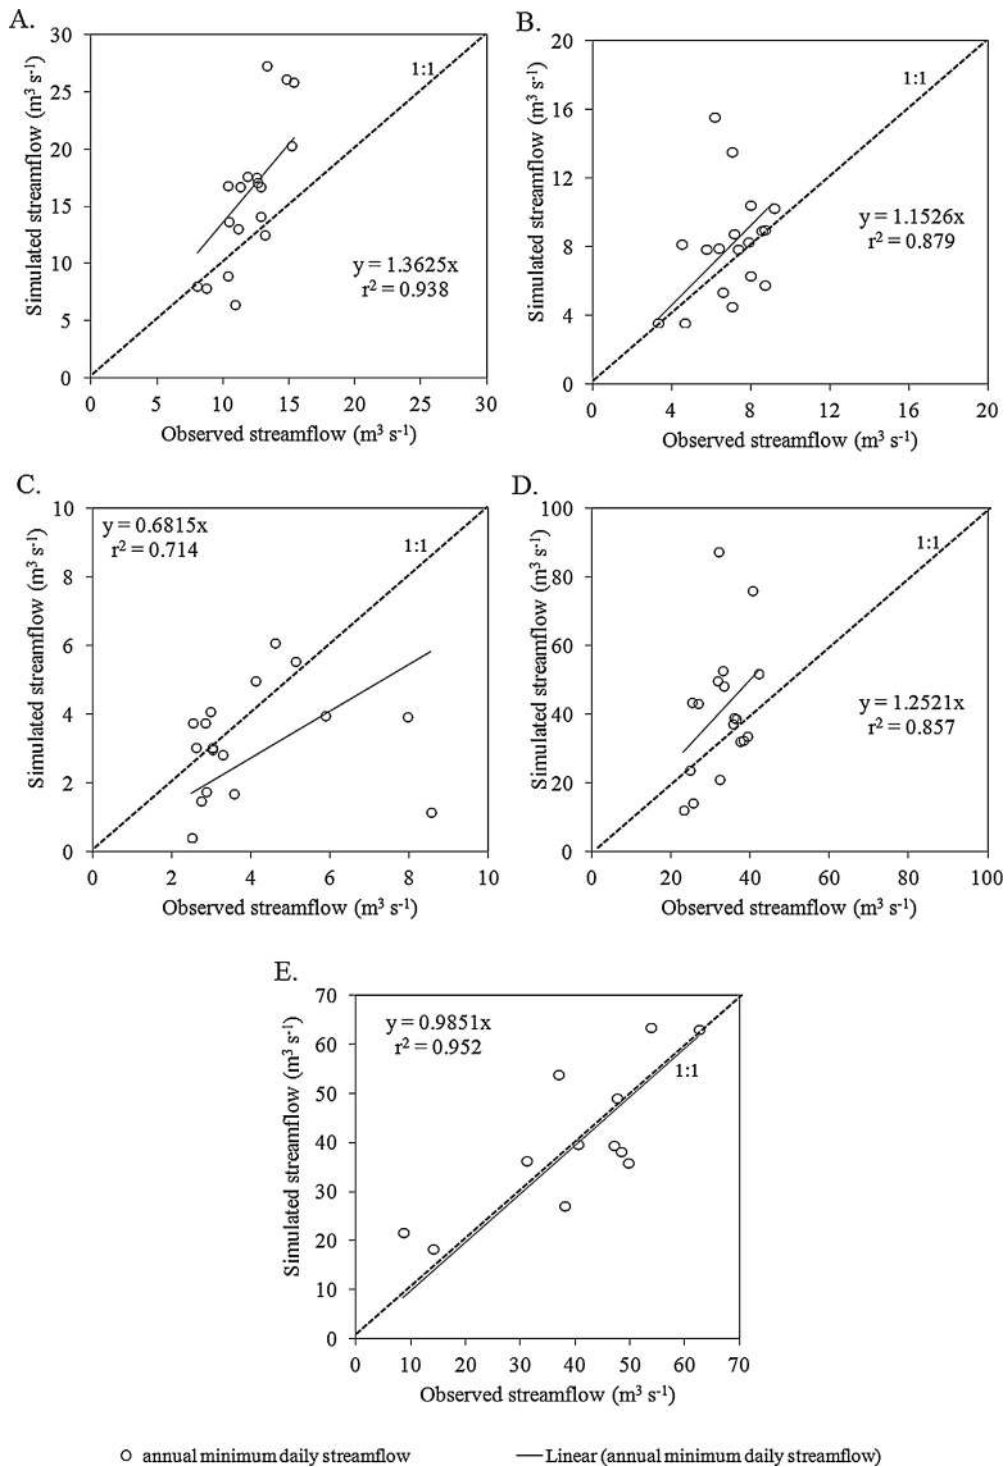 A.
Simulated streamflow (m³ s⁻¹)
30
25
20
15
10
5
0
1:1
y = 1.3625x
r² = 0.938
0 5 10 15 20 25 30
Observed streamflow (m³ s⁻¹)
B.
Simulated streamflow (m³ s⁻¹)
20
16
12
8
4
0
1:1
y = 1.1526x
r² = 0.879
0 4 8 12 16 20
Observed streamflow (m³ s⁻¹)
C.
Simulated streamflow (m³ s⁻¹)
10
8
6
4
2
0
y = 0.6815x
r² = 0.714
1:1
0 2 4 6 8 10
Observed streamflow (m³ s⁻¹)
D.
Simulated streamflow (m³ s⁻¹)
100
80
60
40
20
0
1:1
y = 1.2521x
r² = 0.857
0 20 40 60 80 100
Observed streamflow (m³ s⁻¹)
E.
Simulated streamflow (m³ s⁻¹)
70
60
50
40
30
20
10
0
y = 0.9851x
r² = 0.952
1:1
0 10 20 30 40 50 60 70
Observed streamflow (m³ s⁻¹)
annual minimum daily streamflow
Linear (annual minimum daily streamflow)